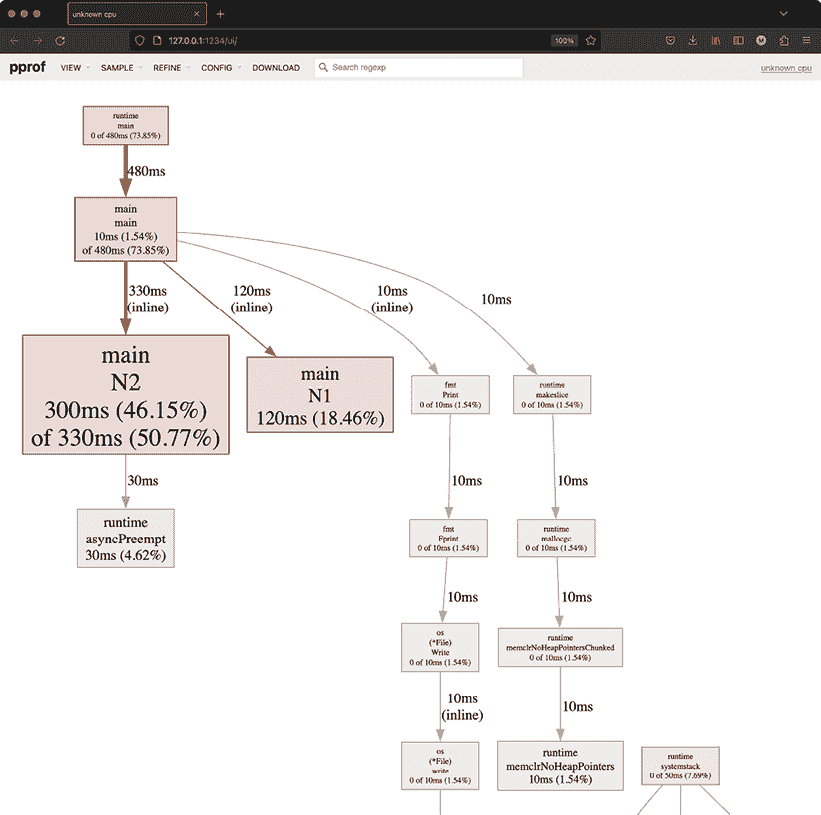 unknown cpu
127.0.0.1:1234/ui/
100%
pprof VIEW SAMPLE REFINE CONFIG DOWNLOAD Search regexp unknown cpu
runtime
main
0 of 480ms (73.85%)
480ms
main
main
10ms (1.54%)
of 480ms (73.85%)
330ms
(inline)
120ms
(inline)
10ms
(inline)
10ms
main
N2
300ms (46.15%)
of 330ms (50.77%)
main
N1
120ms (18.46%)
fmt
Print
0 of 10ms (1.54%)
runtime
makeslice
0 of 10ms (1.54%)
30ms
10ms
10ms
runtime
asyncPreempt
30ms (4.62%)
fmt
Fprint
0 of 10ms (1.54%)
runtime
mallocgc
0 of 10ms (1.54%)
10ms
10ms
os
(*File)
Write
0 of 10ms (1.54%)
runtime
memclrNoHeapPointersChunked
0 of 10ms (1.54%)
10ms
(inline)
10ms
os
(*File)
write
0 of 10ms (1.54%)
runtime
memclrNoHeapPointers
10ms (1.54%)
runtime
systemstack
0 of 50ms (7.69%)